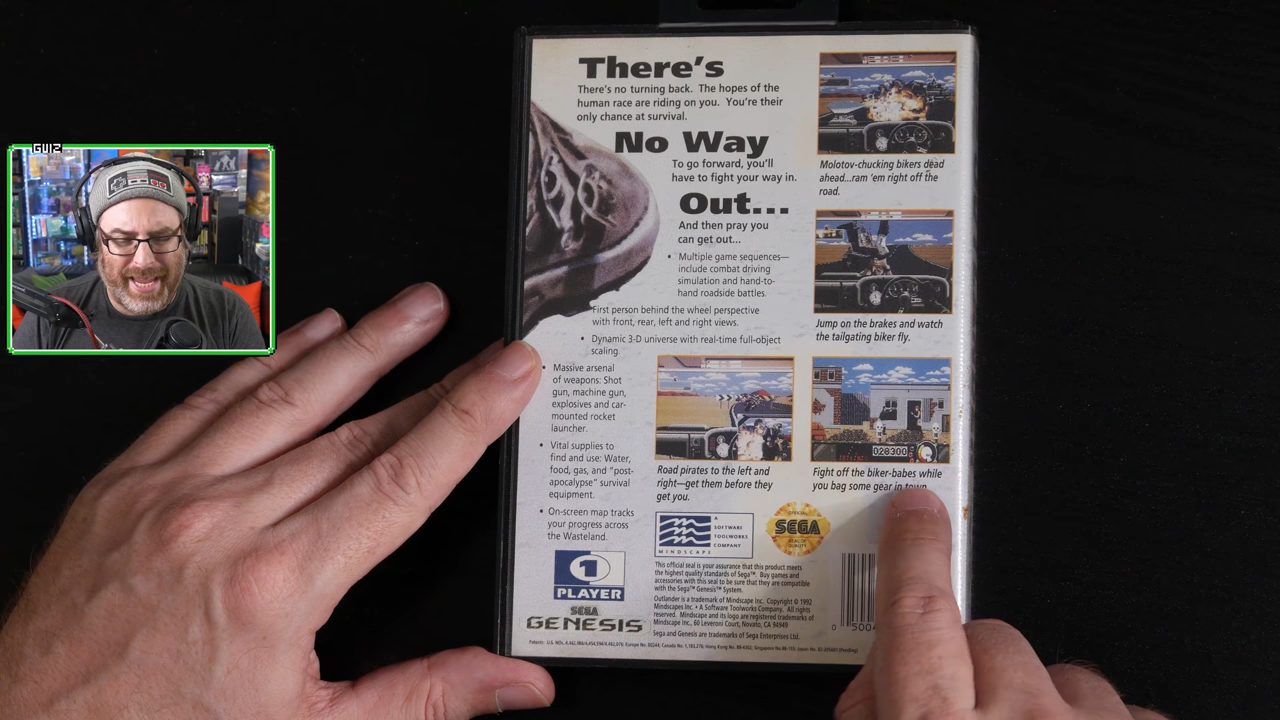 GUIZ
There's
There's no turning back. The hopes of the
human race are riding on you. You're their
only chance at survival.
No Way
To go forward, you'll
have to fight your way in.
Out...
And then pray you
can get out...
• Multiple game sequences—
include combat driving
simulation and hand-to-
hand roadside battles.
First person behind the wheel perspective
with front, rear, left and right views.
• Dynamic 3-D universe with real-time full-object
scaling.
• Massive arsenal
of weapons: Shot
gun, machine gun,
explosives and car-
mounted rocket
launcher.
• Vital supplies to
find and use: Water,
food, gas, and "post-
apocalypse" survival
equipment.
• On-screen map tracks
your progress across
the Wasteland.
Molotov-chucking bikers dead
ahead...ram 'em right off the
road.
Jump on the brakes and watch
the tailgating biker fly.
Road pirates to the left and
right—get them before they
get you.
020300
Fight off the biker-babes while
you bag some gear in town.
MINDSCAPE
A
SOFTWARE
TOOLWORKS
COMPANY
OFFICIAL
SEGA
SEAL OF
QUALITY
1
PLAYER
SEGA
GENESIS
This official seal is your assurance that this product meets
the highest quality standards of Sega™. Buy games and
accessories with this seal to be sure that they are compatible
with the Sega™ Genesis™ System.
Outlander is a trademark of Mindscape Inc. Copyright © 1992
Mindscapes Inc. • A Software Toolworks Company. All rights
reserved. Mindscape and its logo are registered trademarks of
Mindscape Inc., 60 Leveroni Court, Novato, CA 94949
Sega and Genesis are trademarks of Sega Enterprises Ltd.
0 5004